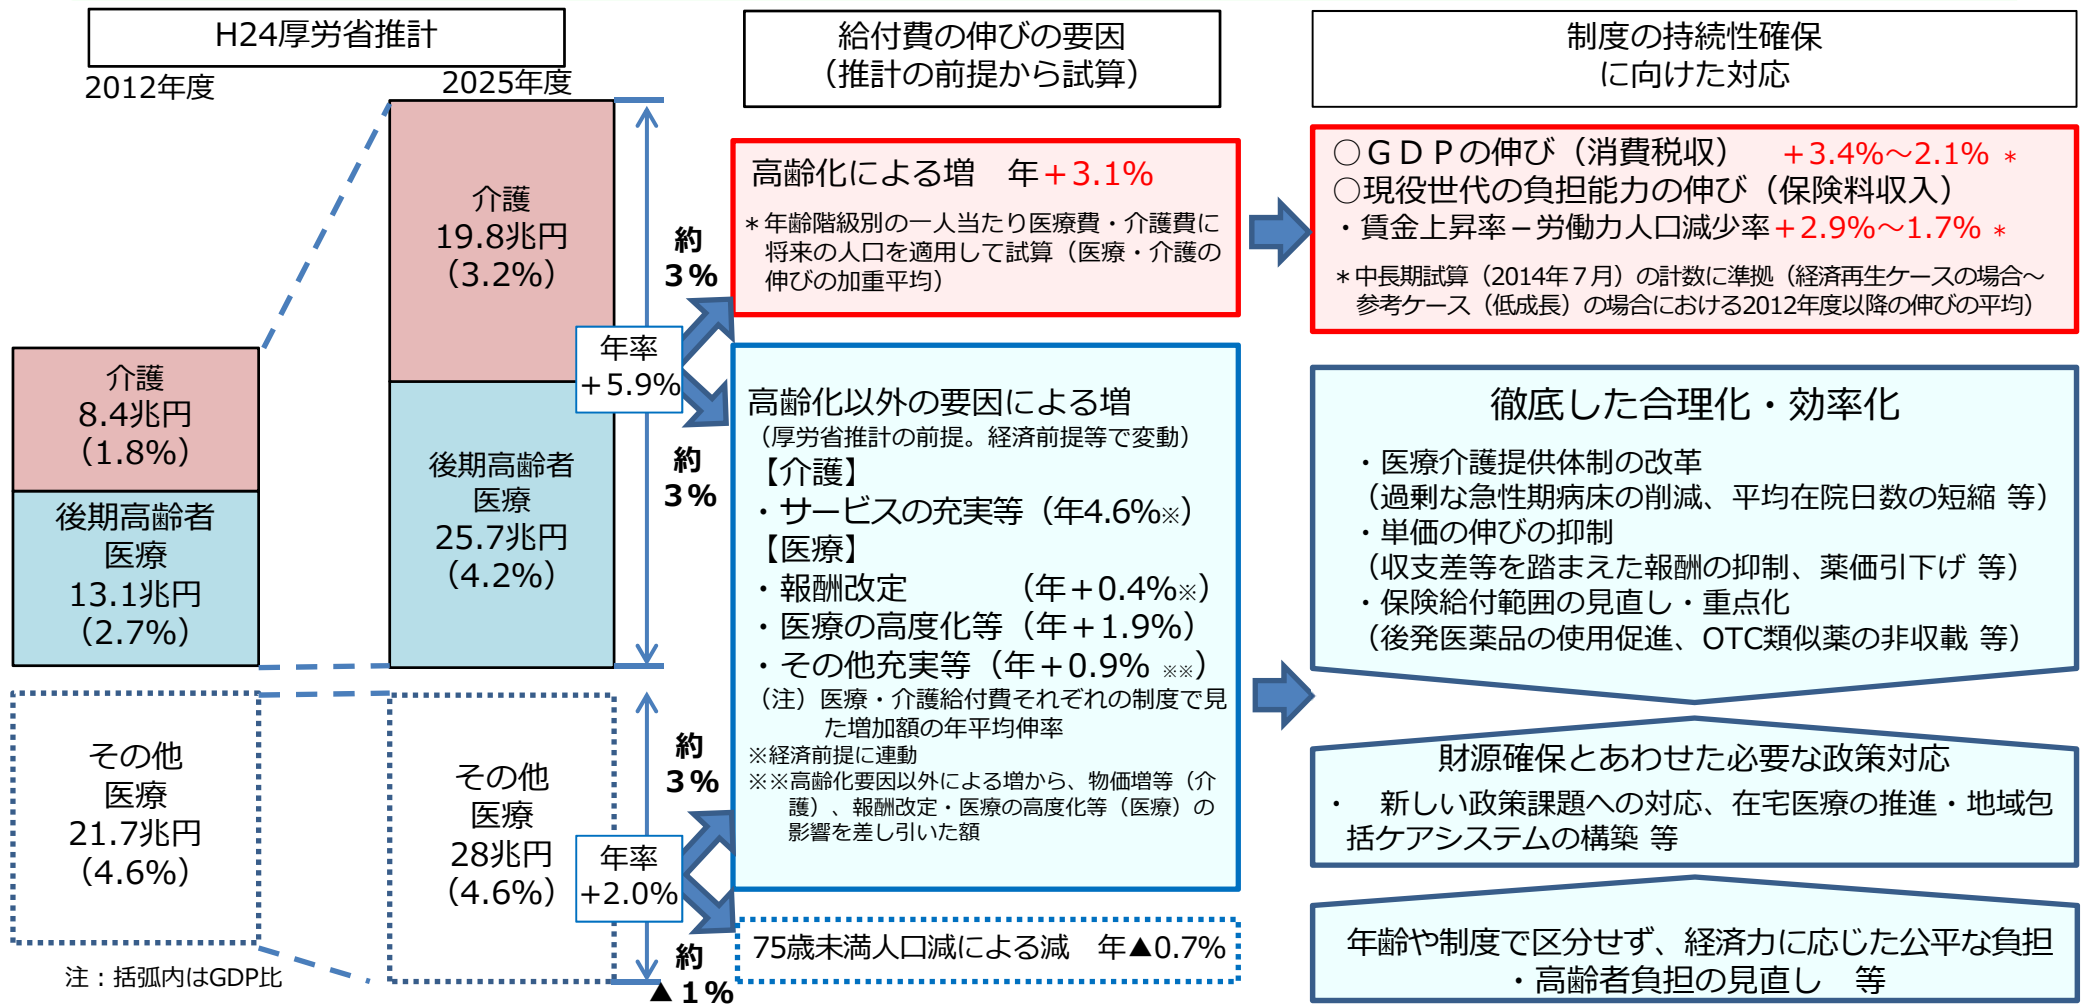 H24厚労省推計
2012年度
2025年度
介護
8.4兆円
(1.8%)
後期高齢者
医療
13.1兆円
(2.7%)
その他
医療
21.7兆円
(4.6%)
注：括弧内はGDP比
介護
19.8兆円
(3.2%)
後期高齢者
医療
25.7兆円
(4.2%)
その他
医療
28兆円
(4.6%)
年率
+5.9%
約
3%
約
3%
年率
+2.0%
約
3%
約
▲1%
給付費の伸びの要因
（推計の前提から試算）
高齢化による増　年＋3.1%
＊年齢階級別の一人当たり医療費・介護費に
将来の人口を適用して試算（医療・介護の
伸びの加重平均）
高齢化以外の要因による増
（厚労省推計の前提。経済前提等で変動）
【介護】
・サービスの充実等（年4.6%※）
【医療】
・報酬改定　　　　（年＋0.4%※）
・医療の高度化等（年＋1.9%）
・その他充実等（年＋0.9% ※※）
（注）医療・介護給付費それぞれの制度で見
た増加額の年平均伸率
※経済前提に連動
※※高齢化要因以外による増から、物価増等（介
護）、報酬改定・医療の高度化等（医療）の
影響を差し引いた額
75歳未満人口減による減　年▲0.7%
制度の持続性確保
に向けた対応
○ＧＤＰの伸び（消費税収）　＋3.4%～2.1% ＊
○現役世代の負担能力の伸び（保険料収入）
・賃金上昇率－労働力人口減少率＋2.9%～1.7% ＊
＊中長期試算（2014年７月）の計数に準拠（経済再生ケースの場合～
参考ケース（低成長）の場合における2012年度以降の伸びの平均）
徹底した合理化・効率化
・医療介護提供体制の改革
（過剰な急性期病床の削減、平均在院日数の短縮 等）
・単価の伸びの抑制
（収支差等を踏まえた報酬の抑制、薬価引下げ 等）
・保険給付範囲の見直し・重点化
（後発医薬品の使用促進、OTC類似薬の非収載 等）
財源確保とあわせた必要な政策対応
・　新しい政策課題への対応、在宅医療の推進・地域包
括ケアシステムの構築 等
年齢や制度で区分せず、経済力に応じた公平な負担
・高齢者負担の見直し　等